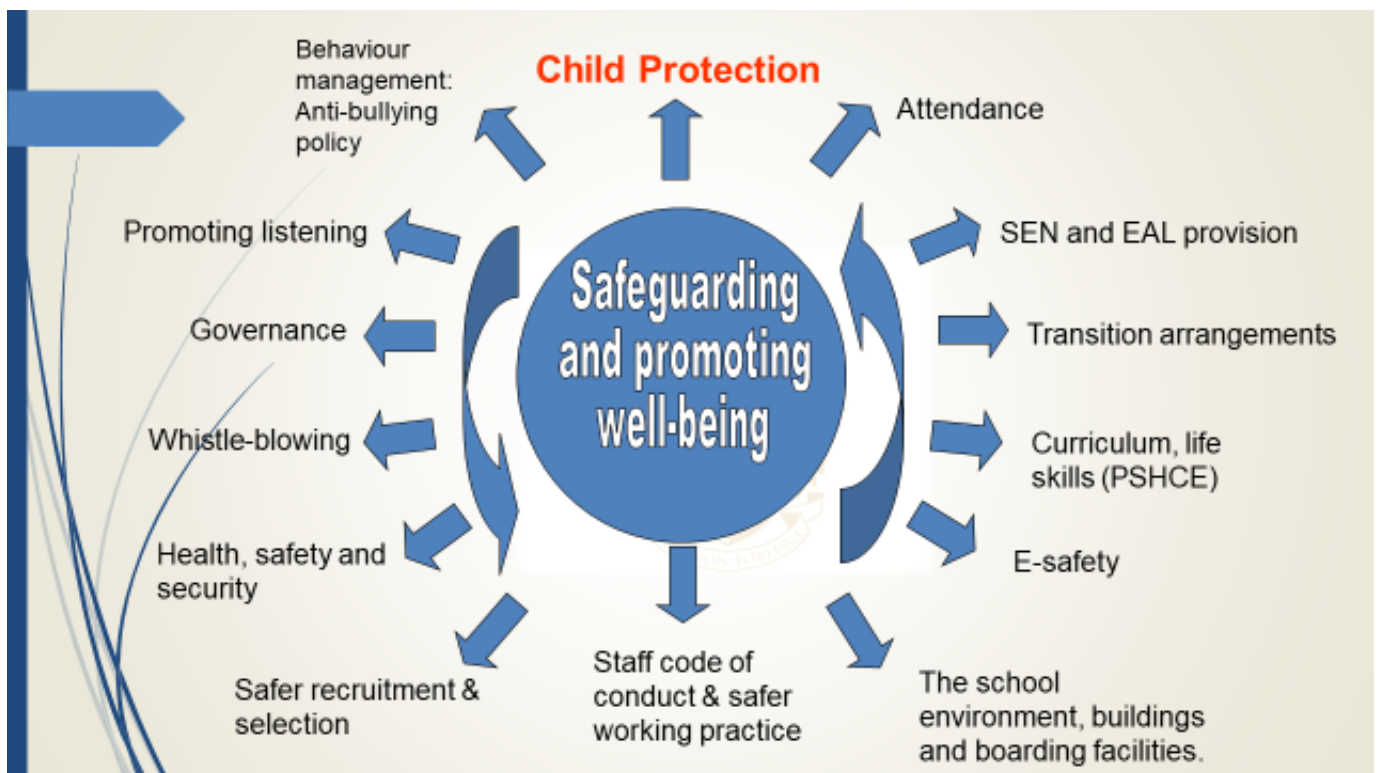 Behaviour
management:
Anti-bullying
policy
Child Protection
Attendance
Promoting listening
SEN and EAL provision
Safeguarding
and promoting
well-being
Governance
Transition arrangements
Whistle-blowing
Curriculum, life
skills (PSHCE)
Health, safety and
security
E-safety
Safer recruitment &
selection
Staff code of
conduct & safer
working practice
The school
environment, buildings
and boarding facilities.